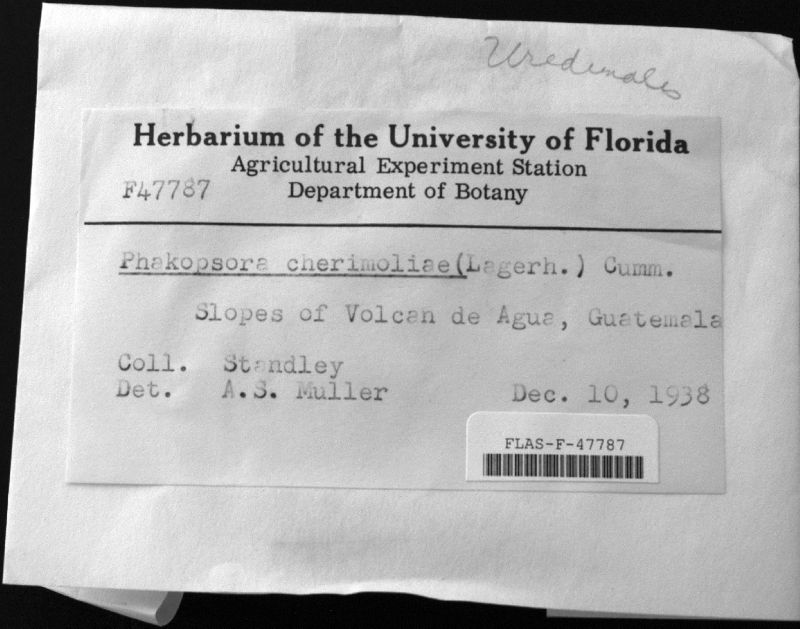 Uredinales
Herbarium of the University of Florida
Agricultural Experiment Station
F47787 Department of Botany
Phakopsora cherimoliae (Lagerh.) Cumm.
Slopes of Volcan de Agua, Guatemala
Coll. Standley
Det. A.S. Muller Dec. 10, 1938
FLAS-F-47787